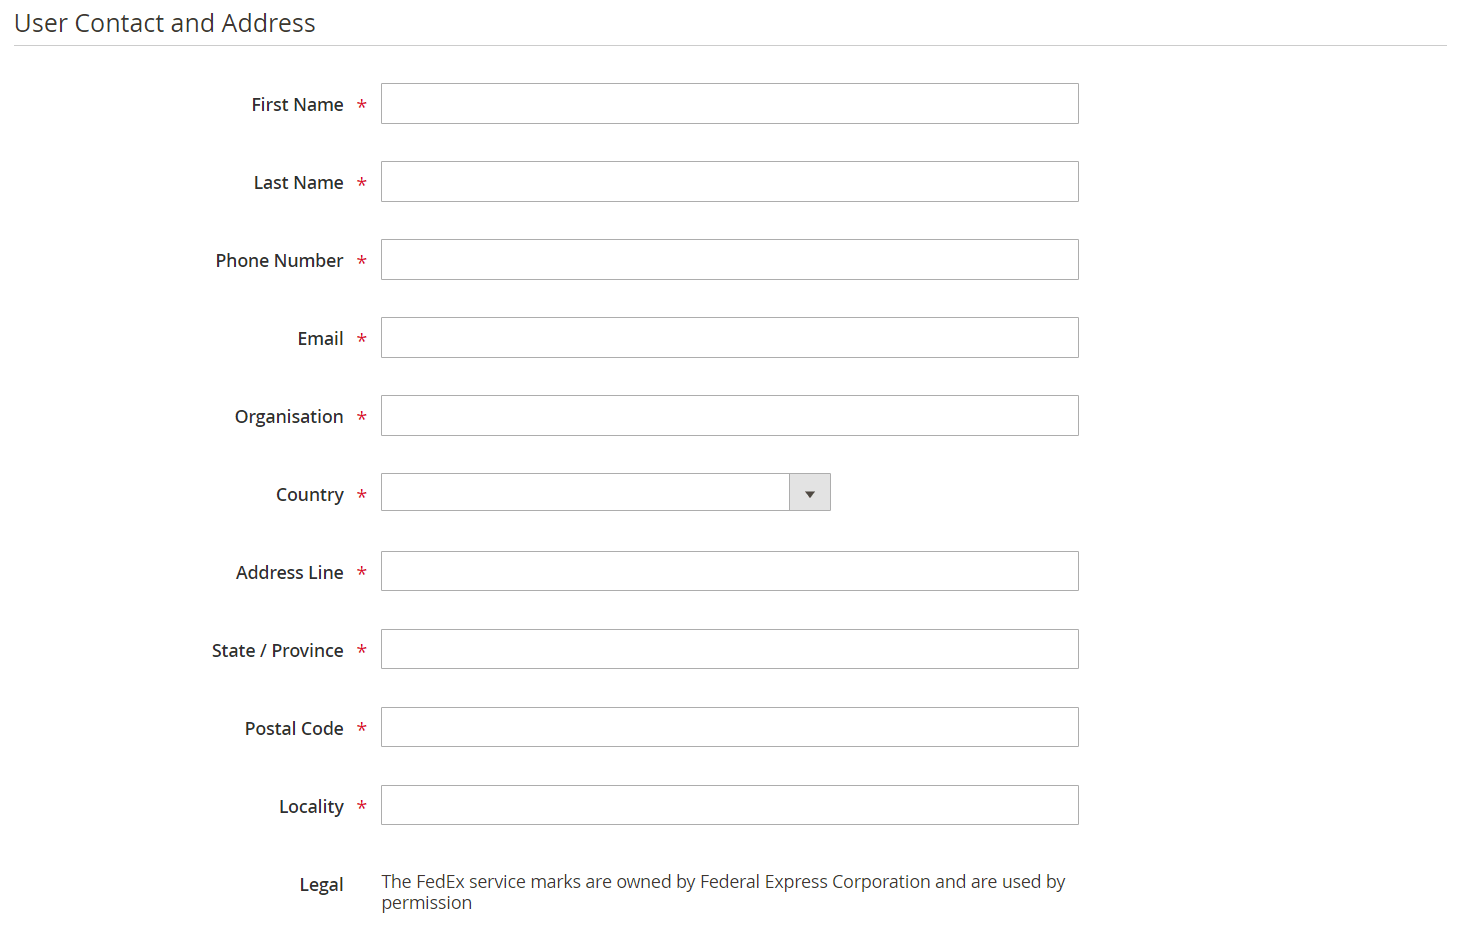 User Contact and Address
First Name *
Last Name *
Phone Number *
Email *
Organisation *
Country *
Address Line *
State / Province *
Postal Code *
Locality *
Legal The FedEx service marks are owned by Federal Express Corporation and are used by
permission